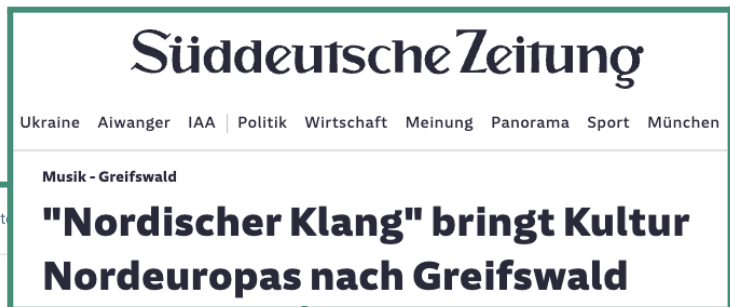 Süddeutsche Zeitung
Ukraine Aiwanger IAA Politik Wirtschaft Meinung Panorama Sport München
Musik - Greifswald
"Nordischer Klang" bringt Kultur
Nordeuropas nach Greifswald